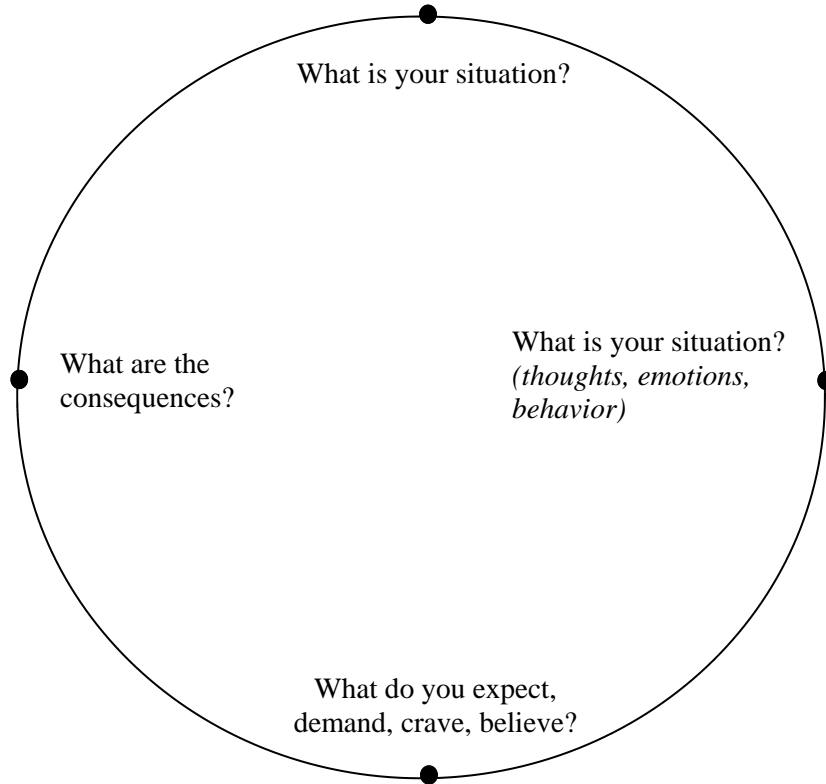 What is your situation?
What is your situation?
(thoughts, emotions,
behavior)
What are the
consequences?
What do you expect,
demand, crave, believe?